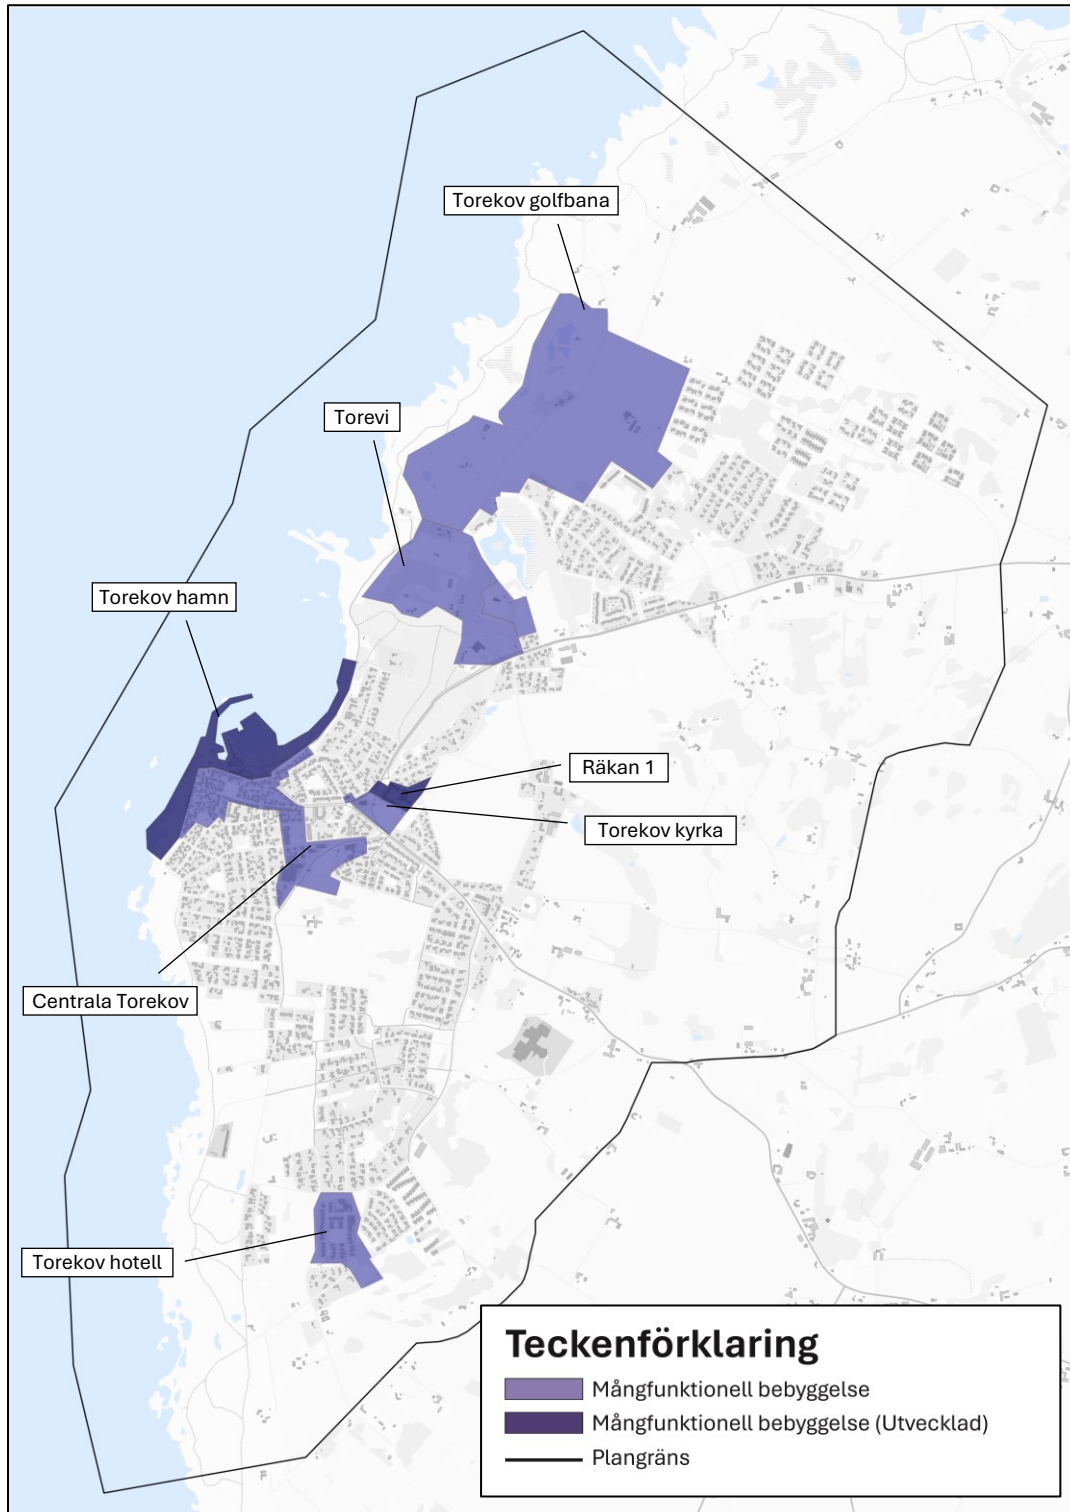 Torekov golfbana
Torevi
Torekov hamn
Räkan 1
Torekov kyrka
Centrala Torekov
Torekov hotell
Teckenförklaring
Mångfunktionell bebyggelse
Mångfunktionell bebyggelse (Utvecklad)
Plangräns